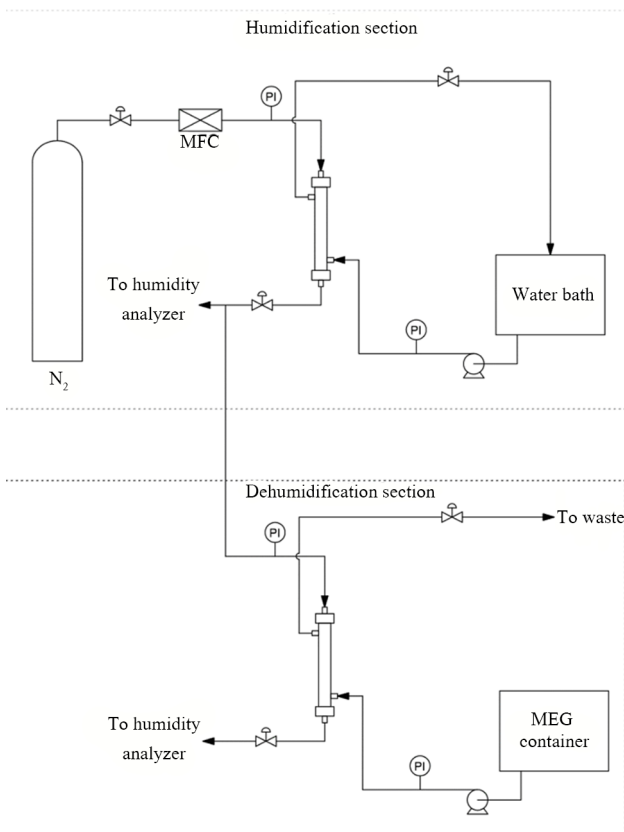 Humidification section
PI
MFC
To humidity
analyzer
Water bath
PI
N₂
Dehumidification section
To waste
PI
To humidity
analyzer
MEG
container
PI